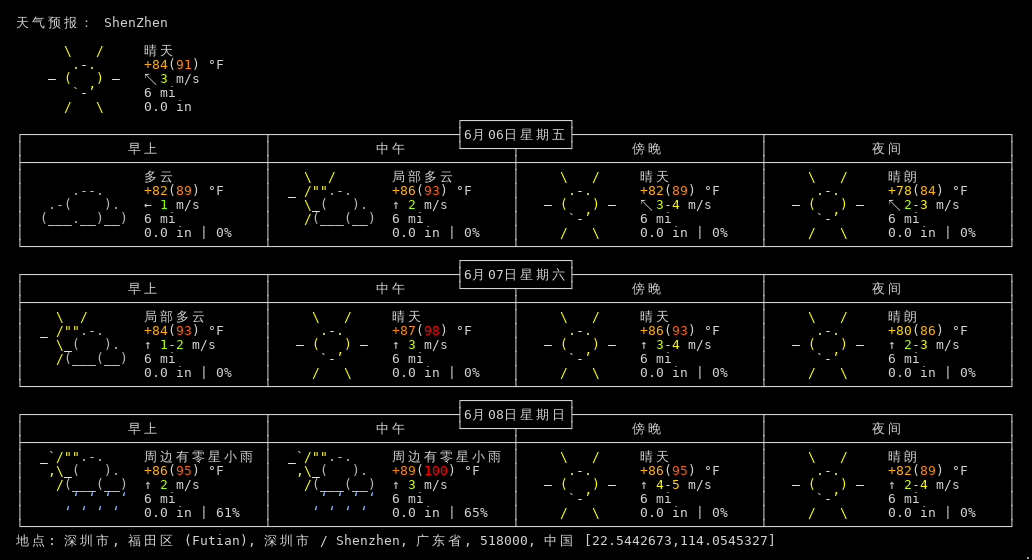 天气预报： ShenZhen
晴天
+84(91) °F
↖ 3 m/s
6 mi
0.0 in
6月06日星期五
早上 中午 傍晚 夜间
多云 局部多云 晴天 晴朗
+82(89) °F +86(93) °F +82(89) °F +78(84) °F
← 1 m/s ↑ 2 m/s ↖ 3-4 m/s ↖ 2-3 m/s
6 mi 6 mi 6 mi 6 mi
0.0 in | 0% 0.0 in | 0% 0.0 in | 0% 0.0 in | 0%
6月07日星期六
早上 中午 傍晚 夜间
局部多云 晴天 晴天 晴朗
+84(93) °F +87(98) °F +86(93) °F +80(86) °F
↑ 1-2 m/s ↑ 3 m/s ↑ 3-4 m/s ↑ 2-3 m/s
6 mi 6 mi 6 mi 6 mi
0.0 in | 0% 0.0 in | 0% 0.0 in | 0% 0.0 in | 0%
6月08日星期日
早上 中午 傍晚 夜间
周边有零星小雨 周边有零星小雨 晴天 晴朗
+86(95) °F +89(100) °F +86(95) °F +82(89) °F
↑ 2 m/s ↑ 3 m/s ↑ 4-5 m/s ↑ 2-4 m/s
6 mi 6 mi 6 mi 6 mi
0.0 in | 61% 0.0 in | 65% 0.0 in | 0% 0.0 in | 0%
地点: 深圳市, 福田区 (Futian), 深圳市 / Shenzhen, 广东省, 518000, 中国 [22.5442673,114.0545327]